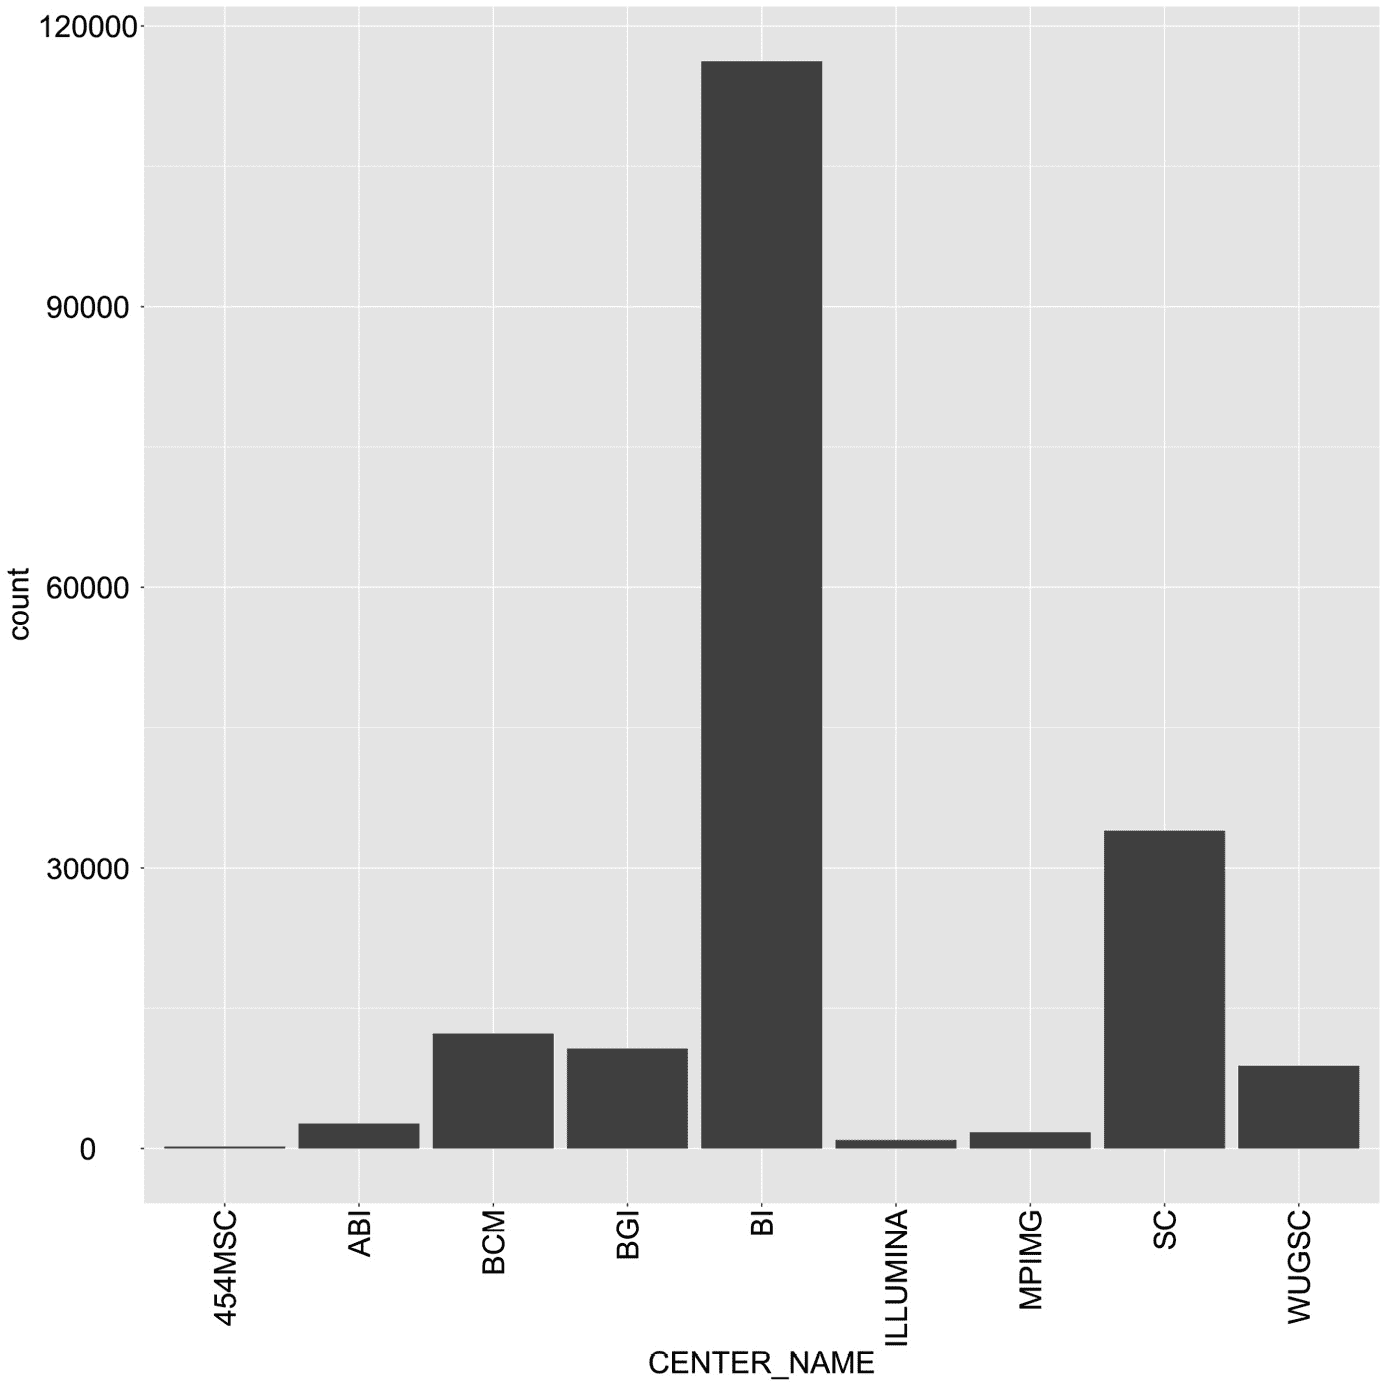 120000
90000
60000
30000
0
count
454MSC
ABI
BCM
BGI
BI
ILLUMINA
MPIMG
SC
WUGSC
CENTER_NAME